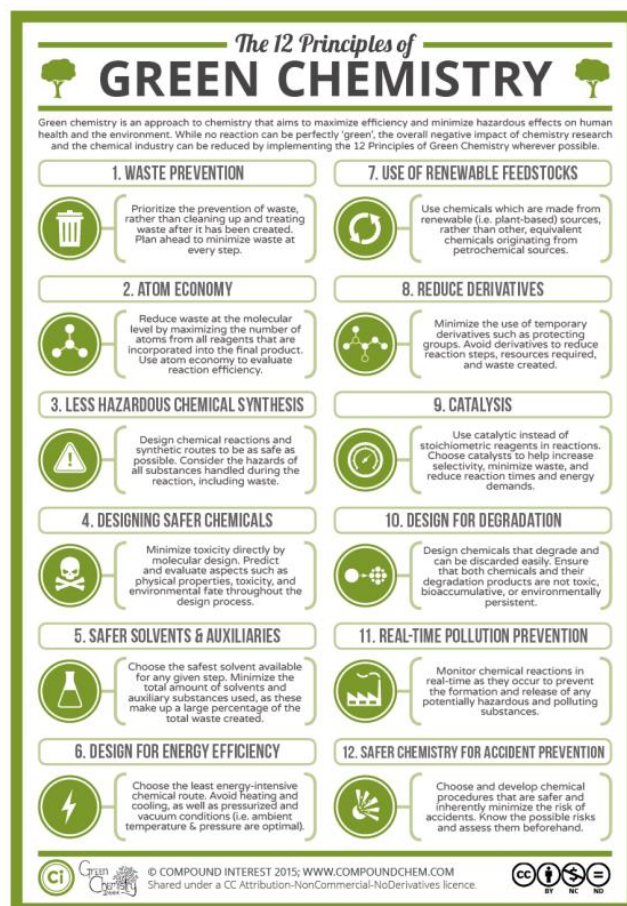 The 12 Principles of
GREEN CHEMISTRY
Green chemistry is an approach to chemistry that aims to maximize efficiency and minimize hazardous effects on human
health and the environment. While no reaction can be perfectly 'green', the overall negative impact of chemistry research
and the chemical industry can be reduced by implementing the 12 Principles of Green Chemistry wherever possible.
1. WASTE PREVENTION
Prioritize the prevention of waste,
rather than cleaning up and treating
waste after it has been created.
Plan ahead to minimize waste at
every step.
2. ATOM ECONOMY
Reduce waste at the molecular
level by maximizing the number of
atoms from all reagents that are
incorporated into the final product.
Use atom economy to evaluate
reaction efficiency.
3. LESS HAZARDOUS CHEMICAL SYNTHESIS
Design chemical reactions and
synthetic routes to be as safe as
possible. Consider the hazards of
all substances handled during the
reaction, including waste.
4. DESIGNING SAFER CHEMICALS
Minimize toxicity directly by
molecular design. Predict
and evaluate aspects such as
physical properties, toxicity, and
environmental fate throughout the
design process.
5. SAFER SOLVENTS & AUXILIARIES
Choose the safest solvent available
for any given step. Minimize the
total amount of solvents and
auxiliary substances used, as these
make up a large percentage of the
total waste created.
6. DESIGN FOR ENERGY EFFICIENCY
Choose the least energy-intensive
chemical route. Avoid heating and
cooling, as well as pressurized and
vacuum conditions (i.e. ambient
temperature & pressure are optimal).
7. USE OF RENEWABLE FEEDSTOCKS
Use chemicals which are made from
renewable (i.e. plant-based) sources,
rather than other, equivalent
chemicals originating from
petrochemical sources.
8. REDUCE DERIVATIVES
Minimize the use of temporary
derivatives such as protecting
groups. Avoid derivatives to reduce
reaction steps, resources required,
and waste created.
9. CATALYSIS
Use catalytic instead of
stoichiometric reagents in reactions.
Choose catalysts to help increase
selectivity, minimize waste, and
reduce reaction times and energy
demands.
10. DESIGN FOR DEGRADATION
Design chemicals that degrade and
can be discarded easily. Ensure
that both chemicals and their
degradation products are not toxic,
bioaccumulative, or environmentally
persistent.
11. REAL-TIME POLLUTION PREVENTION
Monitor chemical reactions in
real-time as they occur to prevent
the formation and release of any
potentially hazardous and polluting
substances.
12. SAFER CHEMISTRY FOR ACCIDENT PREVENTION
Choose and develop chemical
procedures that are safer and
inherently minimize the risk of
accidents. Know the possible risks
and assess them beforehand.
Ci
Green
Chemistry
© COMPOUND INTEREST 2015; WWW.COMPOUNDCHEM.COM
Shared under a CC Attribution-NonCommercial-NoDerivatives licence.
CC
BY NC ND